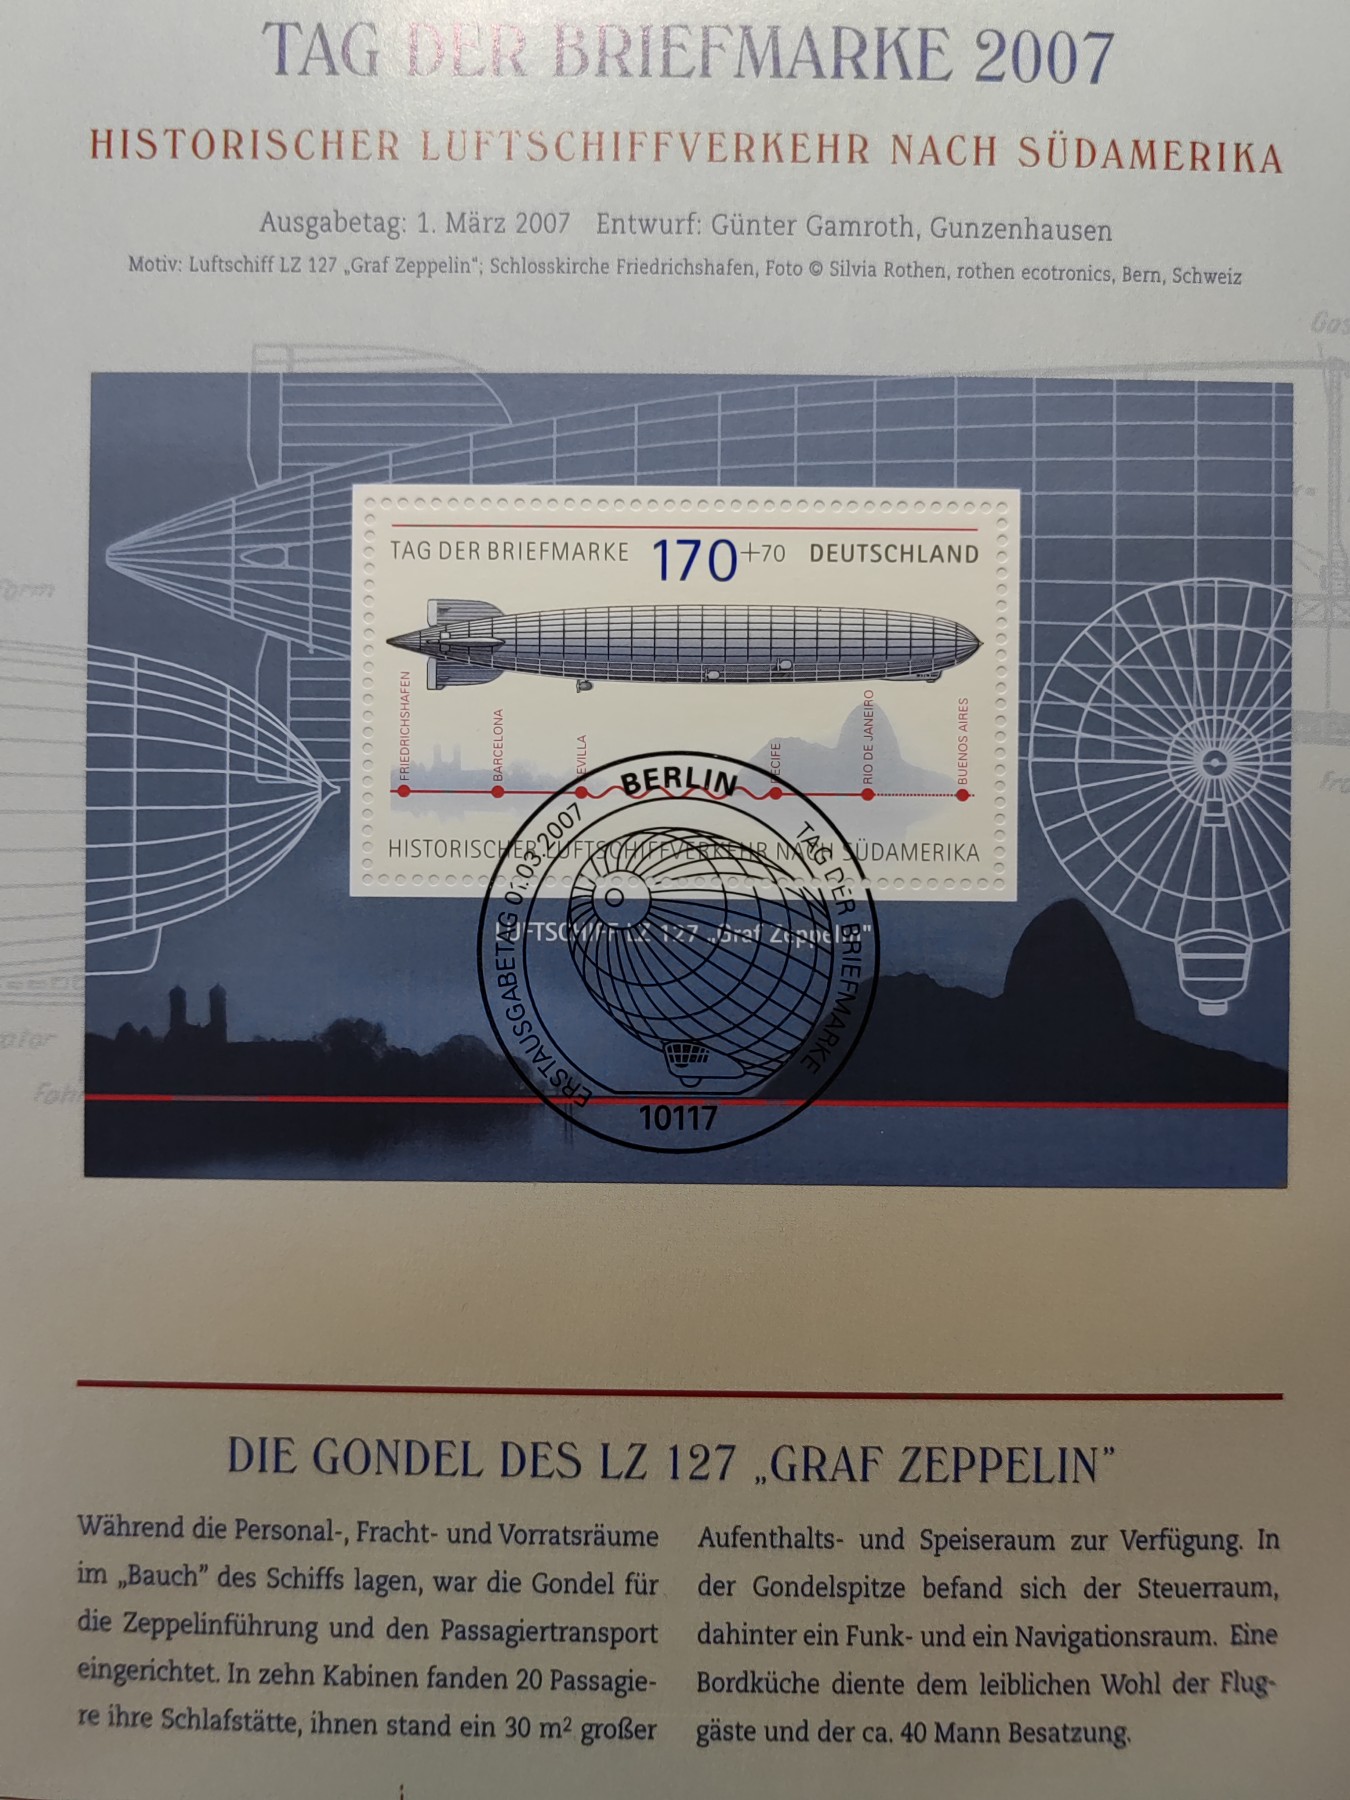 TAG DER BRIEFMARKE 2007
HISTORISCHER LUFTSCHIFFVERKEHR NACH SÜDAMERIKA
Ausgabetag: 1. März 2007 Entwurf: Günter Gamroth, Gunzenhausen
Motiv: Luftschiff LZ 127 „Graf Zeppelin“; Schlosskirche Friedrichshafen, Foto © Silvia Rothen, rothen ecotronics, Bern, Schweiz
TAG DER BRIEFMARKE 170+70 DEUTSCHLAND
FRIEDRICHSHAFEN
BARCELONA
RIO DE JANEIRO
BUENOS AIRES
HISTORISCHER LUFTSCHIFFVERKEHR NACH SÜDAMERIKA
LUFTSCHIFF LZ 127 „Graf Zeppelin"
BERLIN
ERSTAUSGABETAG 01.03.2007
TAG DER BRIEFMARKE
10117
DIE GONDEL DES LZ 127 „GRAF ZEPPELIN”
Während die Personal-, Fracht- und Vorratsräume
im „Bauch” des Schiffs lagen, war die Gondel für
die Zeppelinführung und den Passagiertransport
eingerichtet. In zehn Kabinen fanden 20 Passagie-
re ihre Schlafstätte, ihnen stand ein 30 m² großer
Aufenthalts- und Speiseraum zur Verfügung. In
der Gondelspitze befand sich der Steuerraum,
dahinter ein Funk- und ein Navigationsraum. Eine
Bordküche diente dem leiblichen Wohl der Flug-
gäste und der ca. 40 Mann Besatzung.